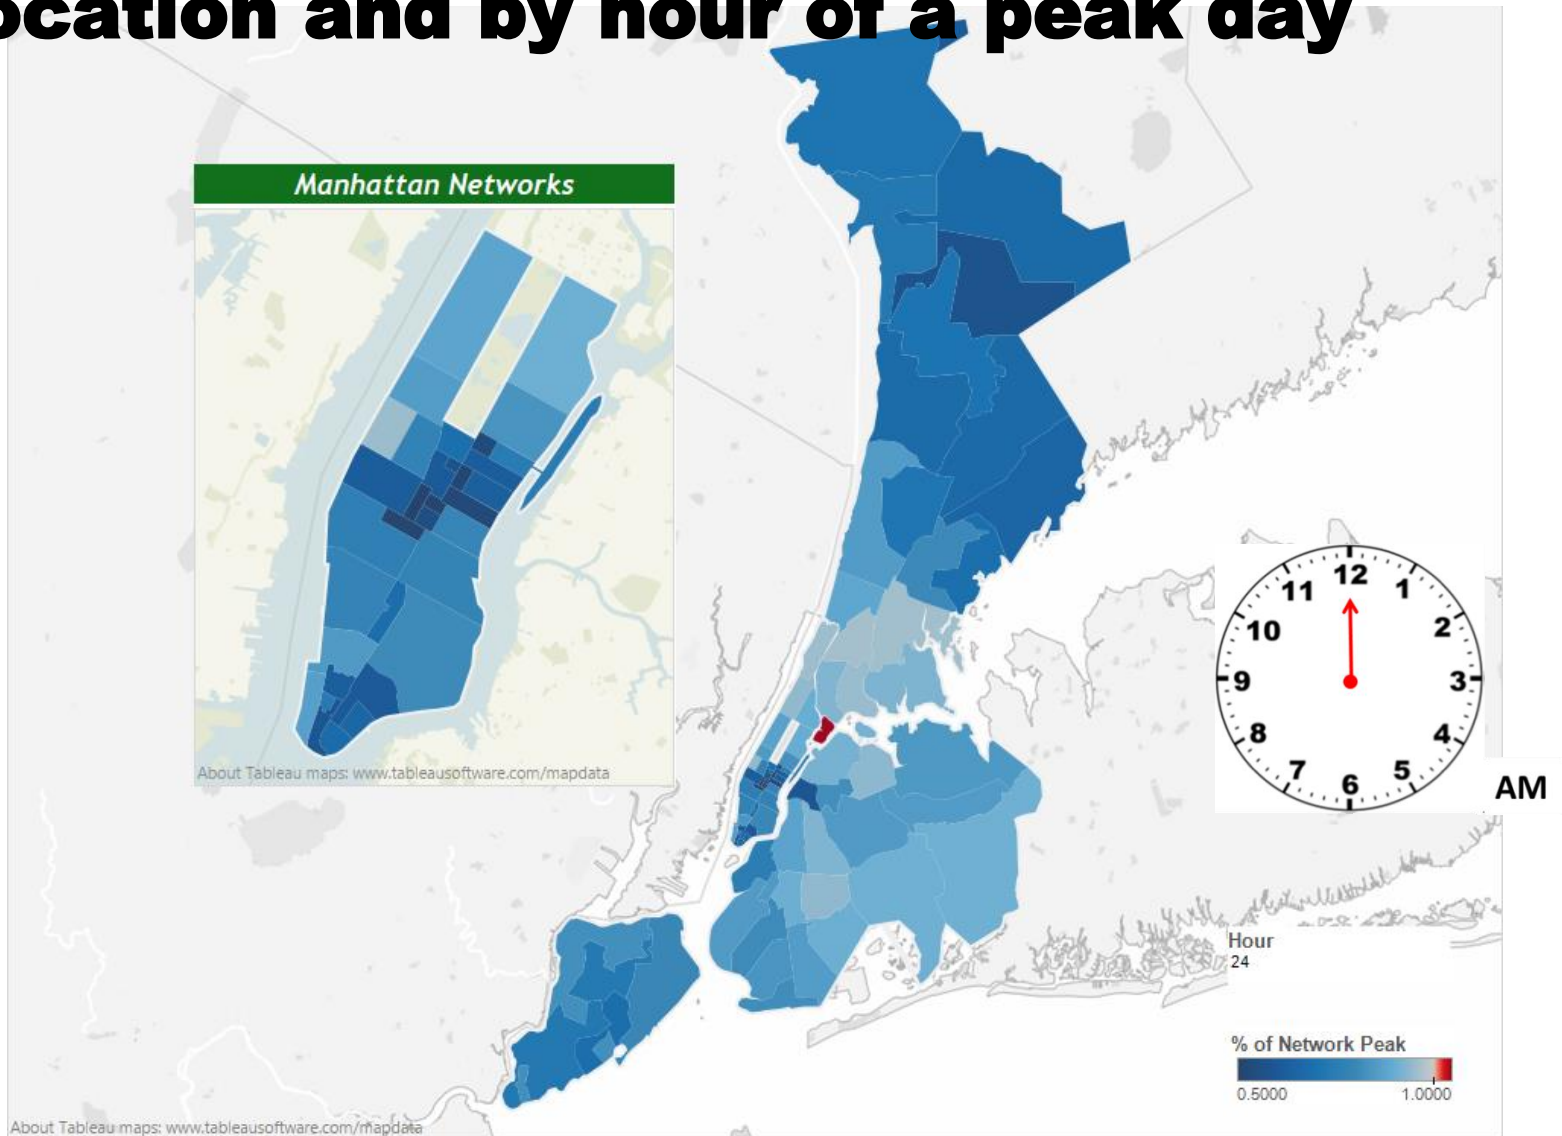 ocation and by hour of a peak day
Manhattan Networks
About Tableau maps: www.tableausoftware.com/mapdata
12
1
2
3
4
5
6
7
8
9
10
11
AM
Hour
24
% of Network Peak
0.5000 1.0000
About Tableau maps: www.tableausoftware.com/mapdata